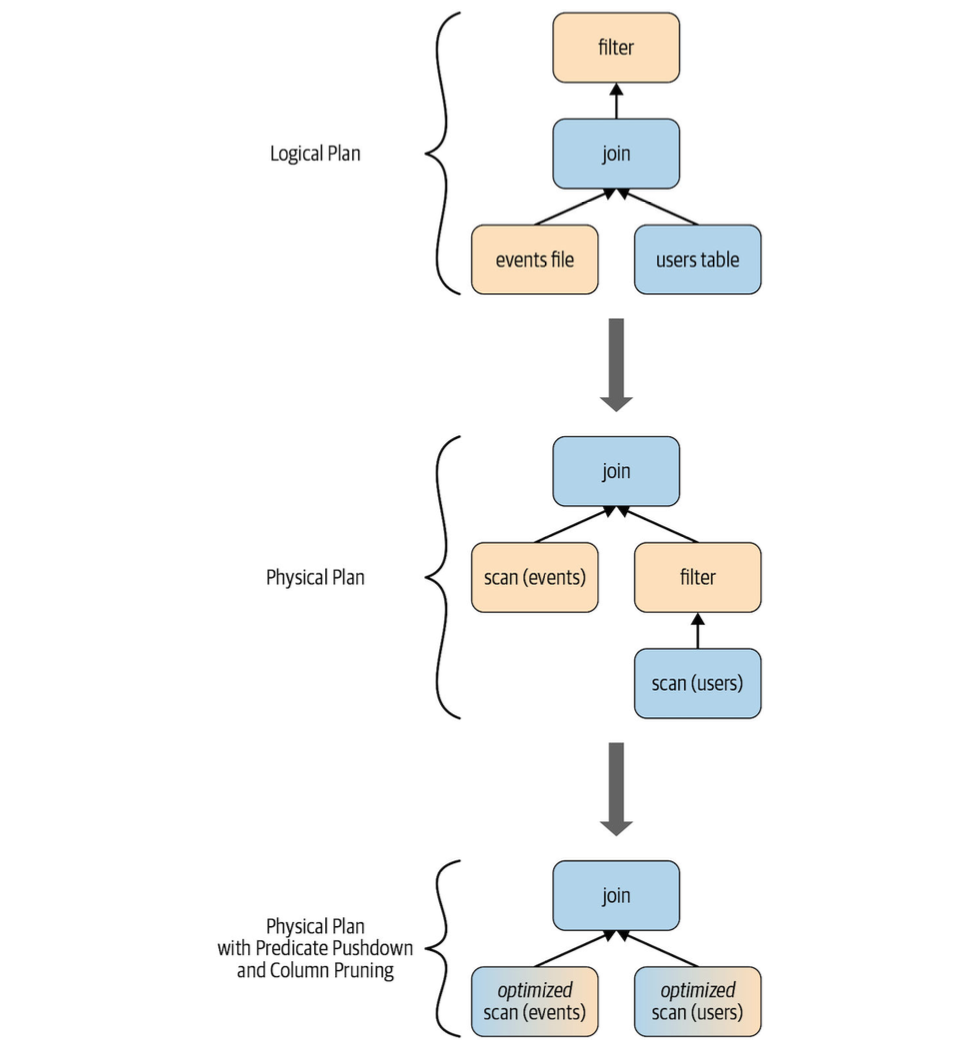 filter
Logical Plan
join
events file
users table
join
Physical Plan
scan (events)
filter
scan (users)
join
Physical Plan
with Predicate Pushdown
and Column Pruning
optimized
scan (events)
optimized
scan (users)